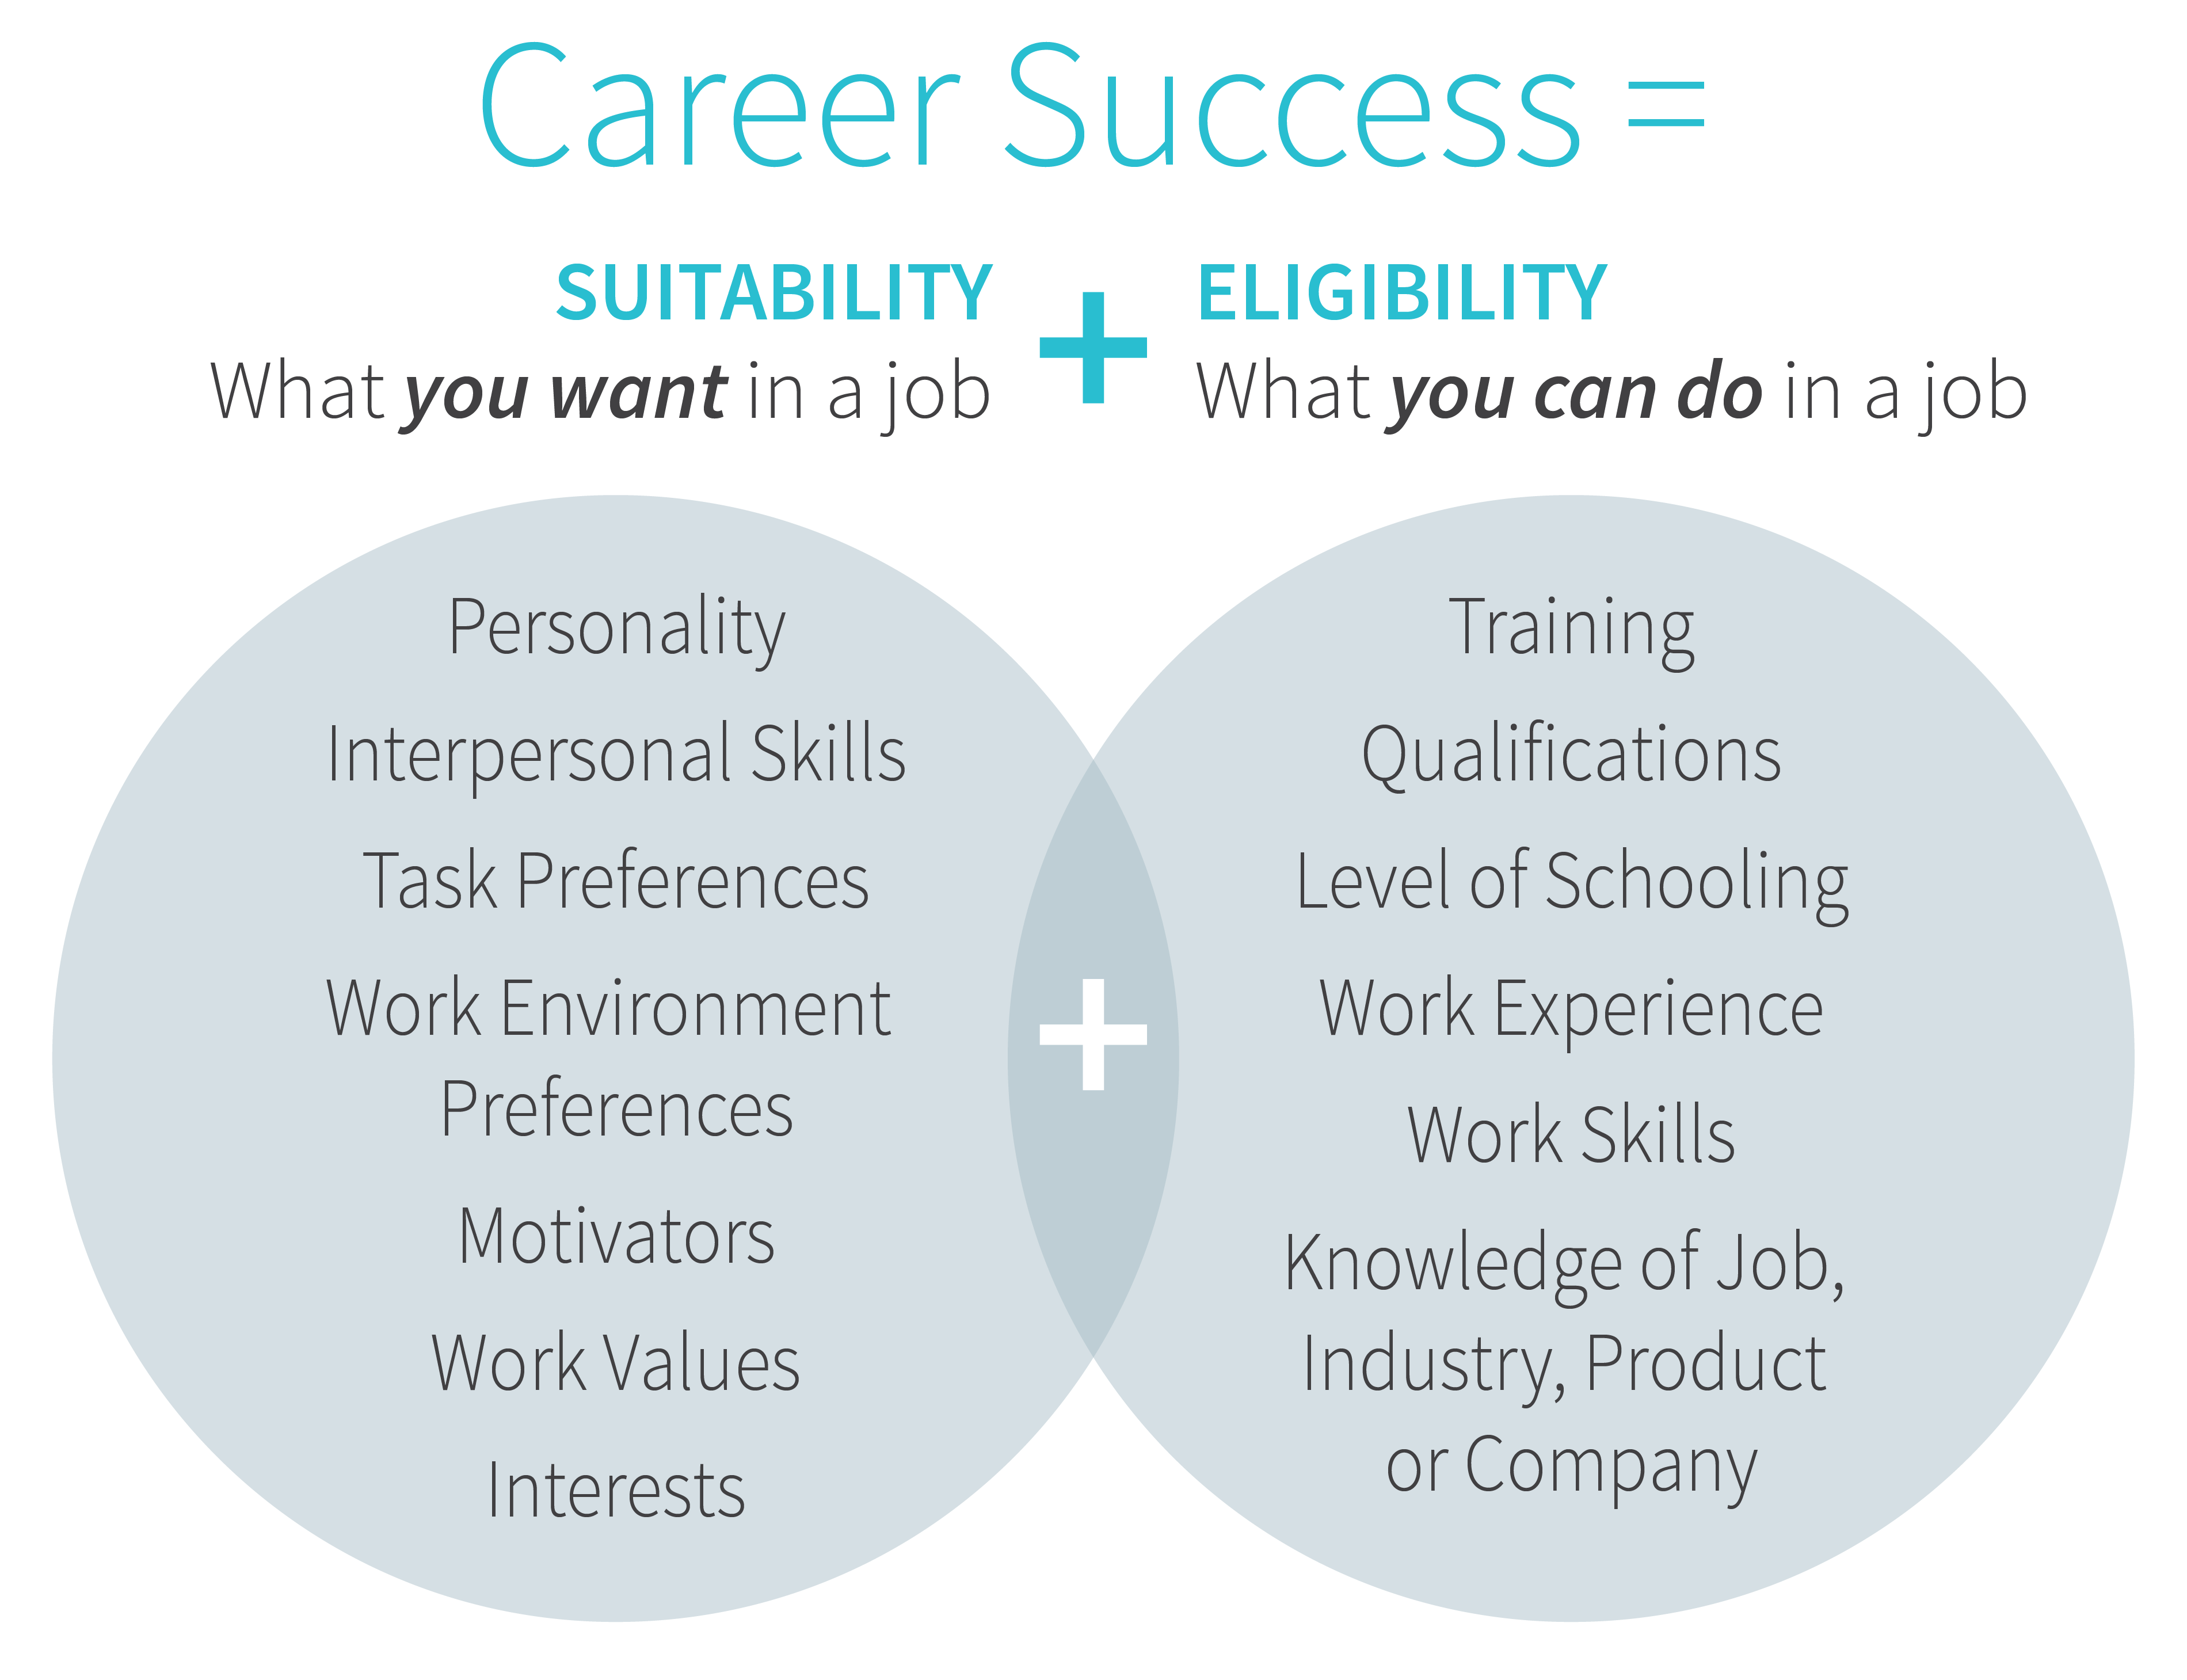 Career Success =
SUITABILITY + ELIGIBILITY
What you want in a job
What you can do in a job
Personality
Interpersonal Skills
Task Preferences
Work Environment
Preferences
Motivators
Work Values
Interests
+
Training
Qualifications
Level of Schooling
Work Experience
Work Skills
Knowledge of Job,
Industry, Product
or Company